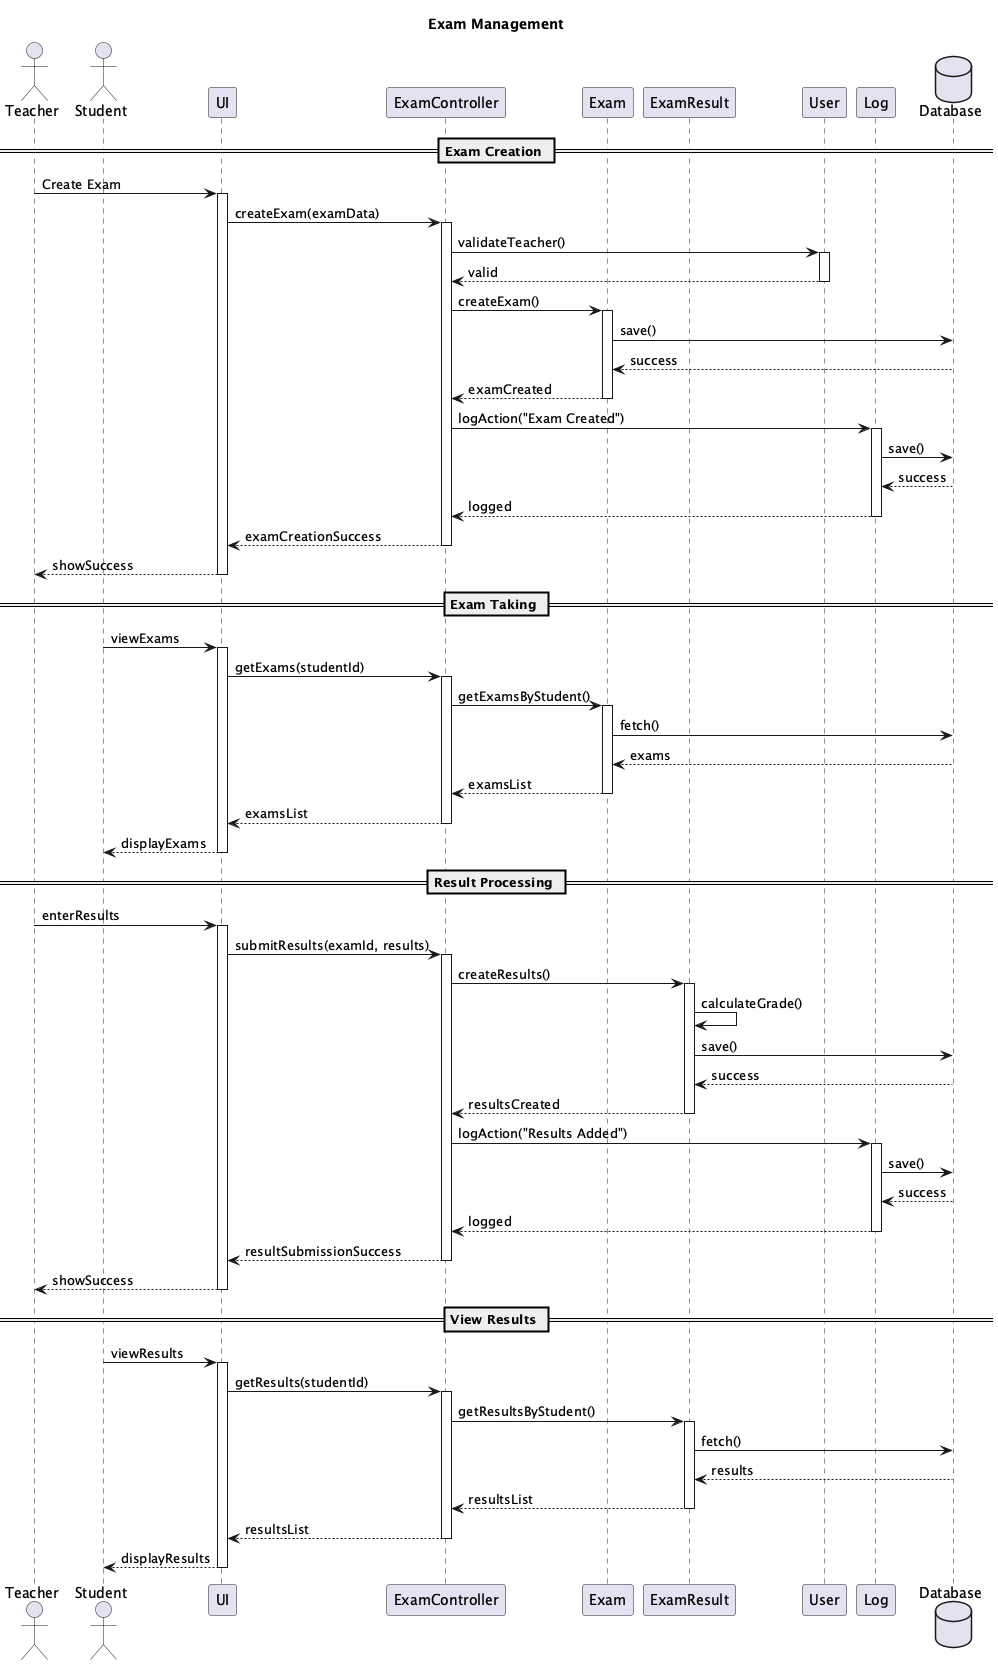 Exam Management
Teacher Student UI ExamController Exam ExamResult User Log Database
Exam Creation
Create Exam
createExam(examData)
validateTeacher()
valid
createExam()
save()
success
examCreated
logAction("Exam Created")
save()
success
logged
examCreationSuccess
showSuccess
Exam Taking
viewExams
getExams(studentId)
getExamsByStudent()
fetch()
exams
examsList
examsList
displayExams
Result Processing
enterResults
submitResults(examId, results)
createResults()
calculateGrade()
save()
success
resultsCreated
logAction("Results Added")
save()
success
logged
resultSubmissionSuccess
showSuccess
View Results
viewResults
getResults(studentId)
getResultsByStudent()
fetch()
results
resultsList
resultsList
displayResults
Teacher Student UI ExamController Exam ExamResult User Log Database